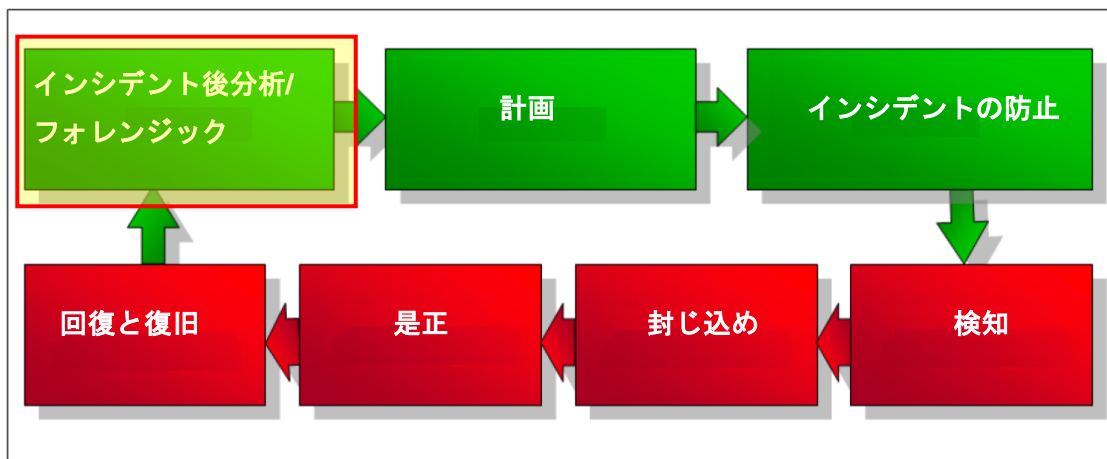 インシデント後分析/
フォレンジック
計画
インシデントの防止
回復と復旧
是正
封じ込め
検知